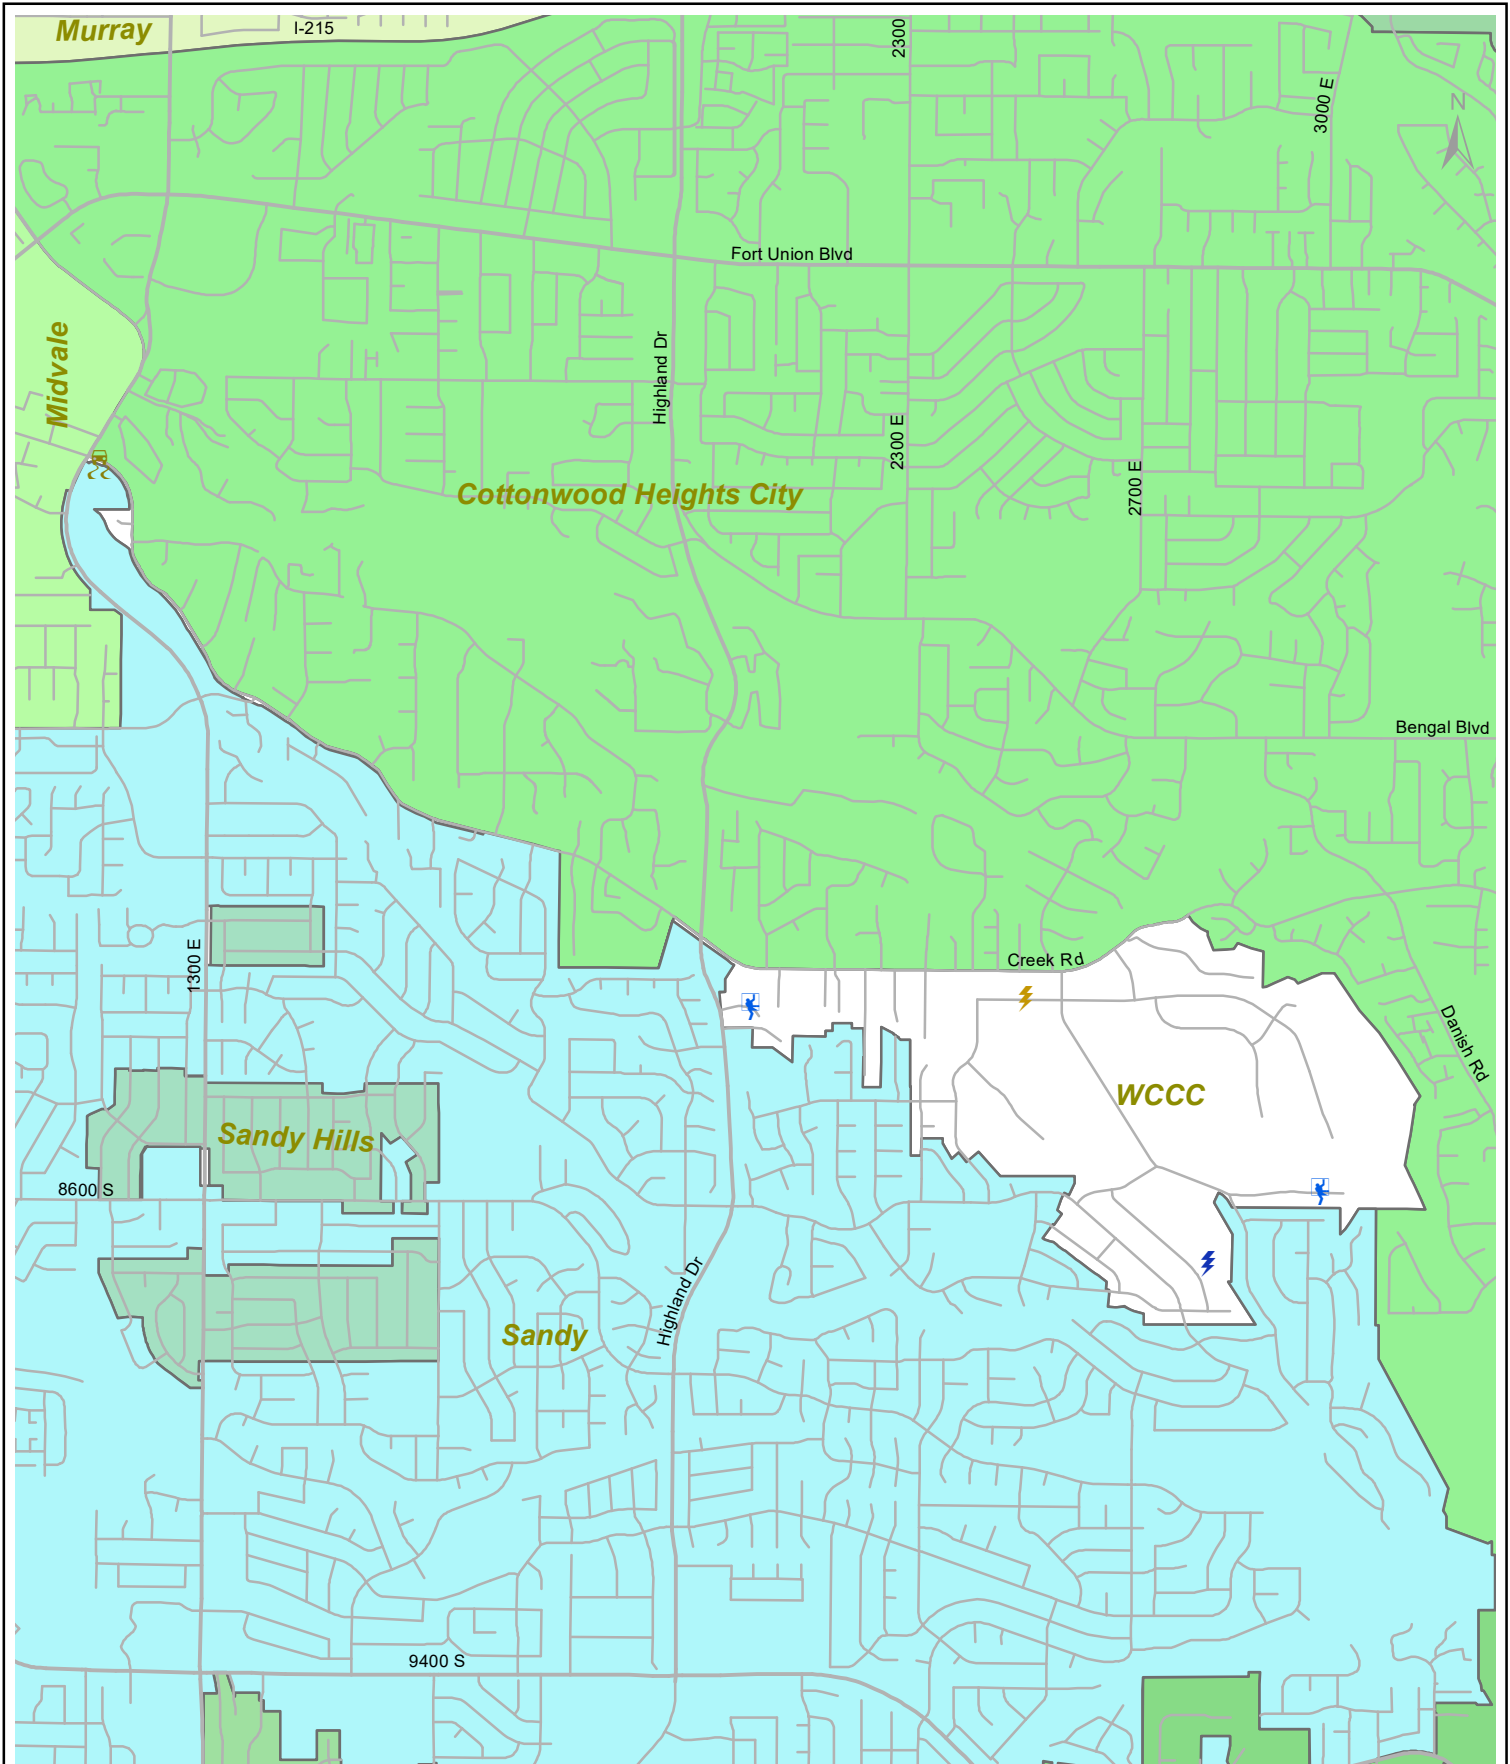 Murray
I-215
2300
3000 E
N
Fort Union Blvd
Midvale
Highland Dr
2300 E
2700 E
Cottonwood Heights City
Bengal Blvd
1300 E
Creek Rd
Danish Rd
WCCC
Sandy Hills
8600 S
Highland Dr
Sandy
9400 S